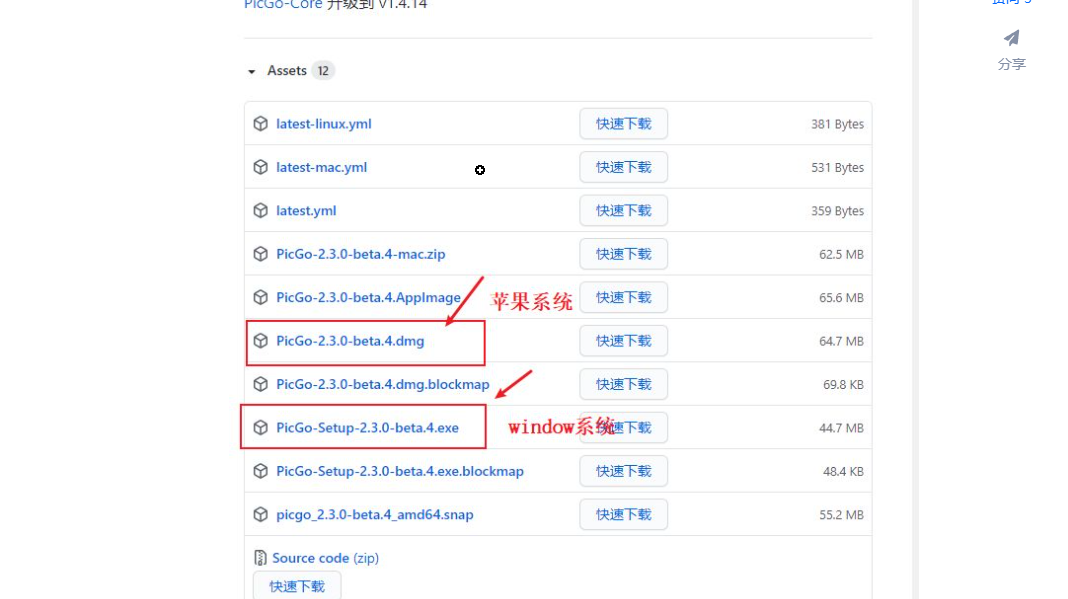 PicGo-Core 升级到 v1.4.14
分享
Assets 12
latest-linux.yml 快速下载 381 Bytes
latest-mac.yml 快速下载 531 Bytes
latest.yml 快速下载 359 Bytes
PicGo-2.3.0-beta.4-mac.zip 快速下载 62.5 MB
PicGo-2.3.0-beta.4.AppImage 苹果系统 快速下载 65.6 MB
PicGo-2.3.0-beta.4.dmg 快速下载 64.7 MB
PicGo-2.3.0-beta.4.dmg.blockmap 快速下载 69.8 KB
PicGo-Setup-2.3.0-beta.4.exe window系统 速下载 44.7 MB
PicGo-Setup-2.3.0-beta.4.exe.blockmap 快速下载 48.4 KB
picgo_2.3.0-beta.4_amd64.snap 快速下载 55.2 MB
Source code (zip)
快速下载